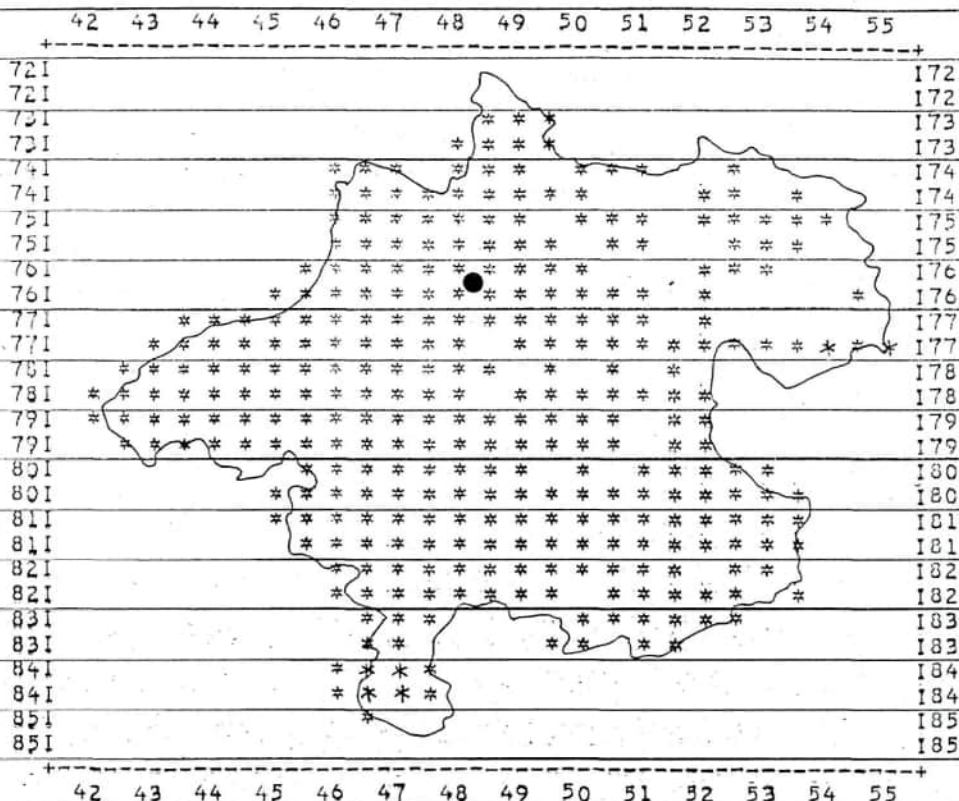 42 43 44 45 46 47 48 49 50 51 52 53 54 55
+------------------------------------------------------+
72I I72
72I I72
73I I73
73I I73
74I I74
74I I74
75I I75
75I I75
76I I76
76I I76
77I I77
77I I77
78I I78
78I I78
79I I79
79I I79
80I I80
80I I80
81I I81
81I I81
82I I82
82I I82
83I I83
83I I83
84I I84
84I I84
85I I85
85I I85
+------------------------------------------------------+
42 43 44 45 46 47 48 49 50 51 52 53 54 55